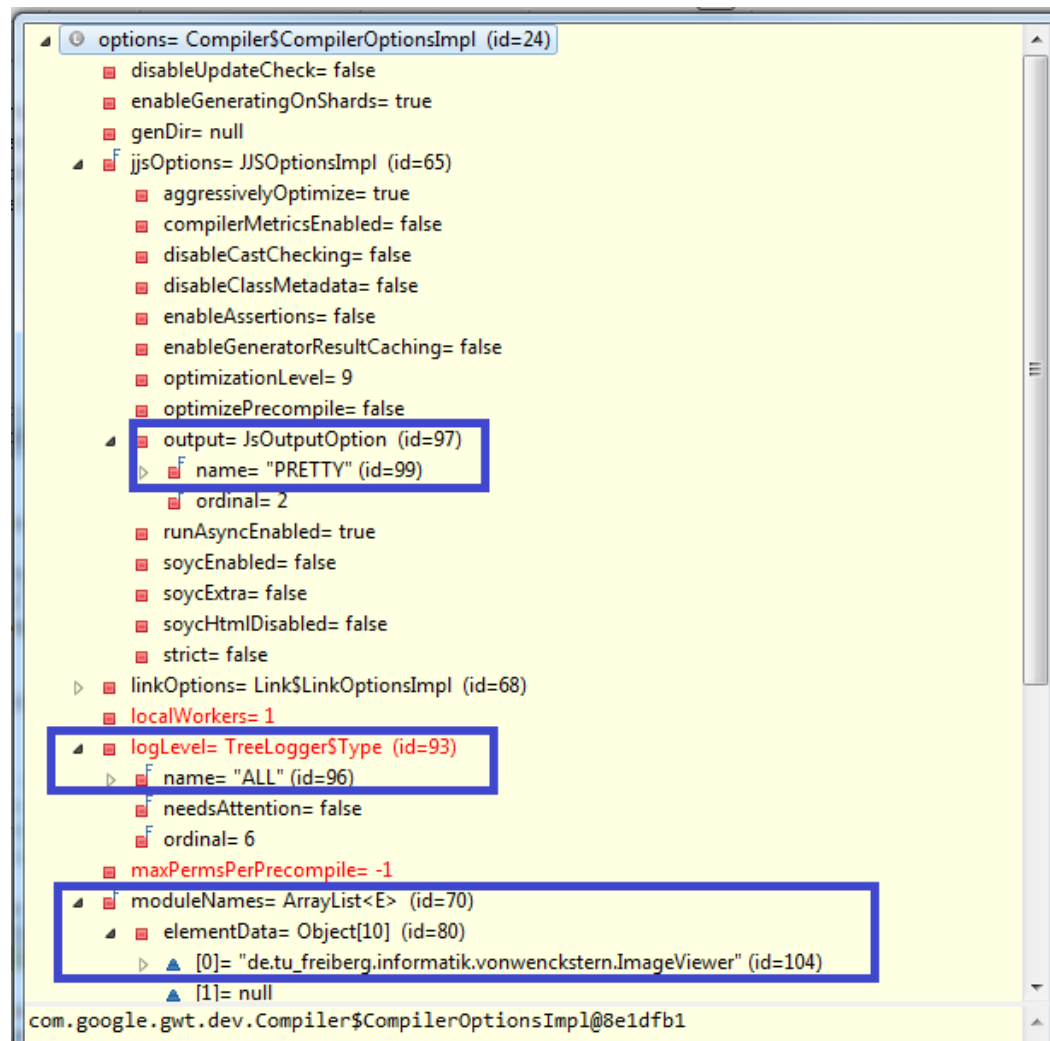 options= Compiler$CompilerOptionsImpl (id=24)
disableUpdateCheck= false
enableGeneratingOnShards= true
genDir= null
F jjsOptions= JJSOptionsImpl (id=65)
aggressivelyOptimize= true
compilerMetricsEnabled= false
disableCastChecking= false
disableClassMetadata= false
enableAssertions= false
enableGeneratorResultCaching= false
optimizationLevel= 9
optimizePrecompile= false
output= JsOutputOption (id=97)
F name= "PRETTY" (id=99)
F ordinal= 2
runAsyncEnabled= true
soycEnabled= false
soycExtra= false
soycHtmlDisabled= false
strict= false
linkOptions= Link$LinkOptionsImpl (id=68)
localWorkers= 1
logLevel= TreeLogger$Type (id=93)
F name= "ALL" (id=96)
F needsAttention= false
F ordinal= 6
maxPermsPerPrecompile= -1
F moduleNames= ArrayList<E> (id=70)
elementData= Object[10] (id=80)
[0]= "de.tu_freiberg.informatik.vonwenckstern.ImageViewer" (id=104)
[1]= null
com.google.gwt.dev.Compiler$CompilerOptionsImpl@8e1dfb1